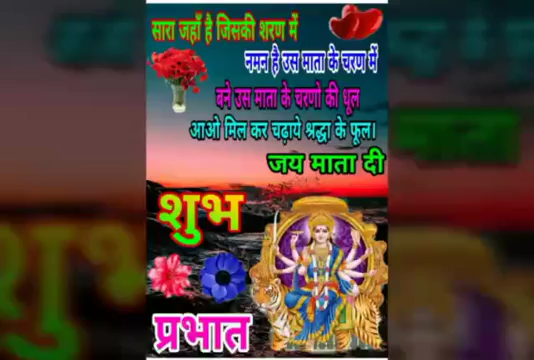 सारा जहाँ है जिसकी शरण में
नमन है उस माता के चरण में
बने उस माता के चरणो की धूल
आओ मिल कर चढ़ाये श्रद्धा के फूल।
जय माता दी
शुभ
प्रभात